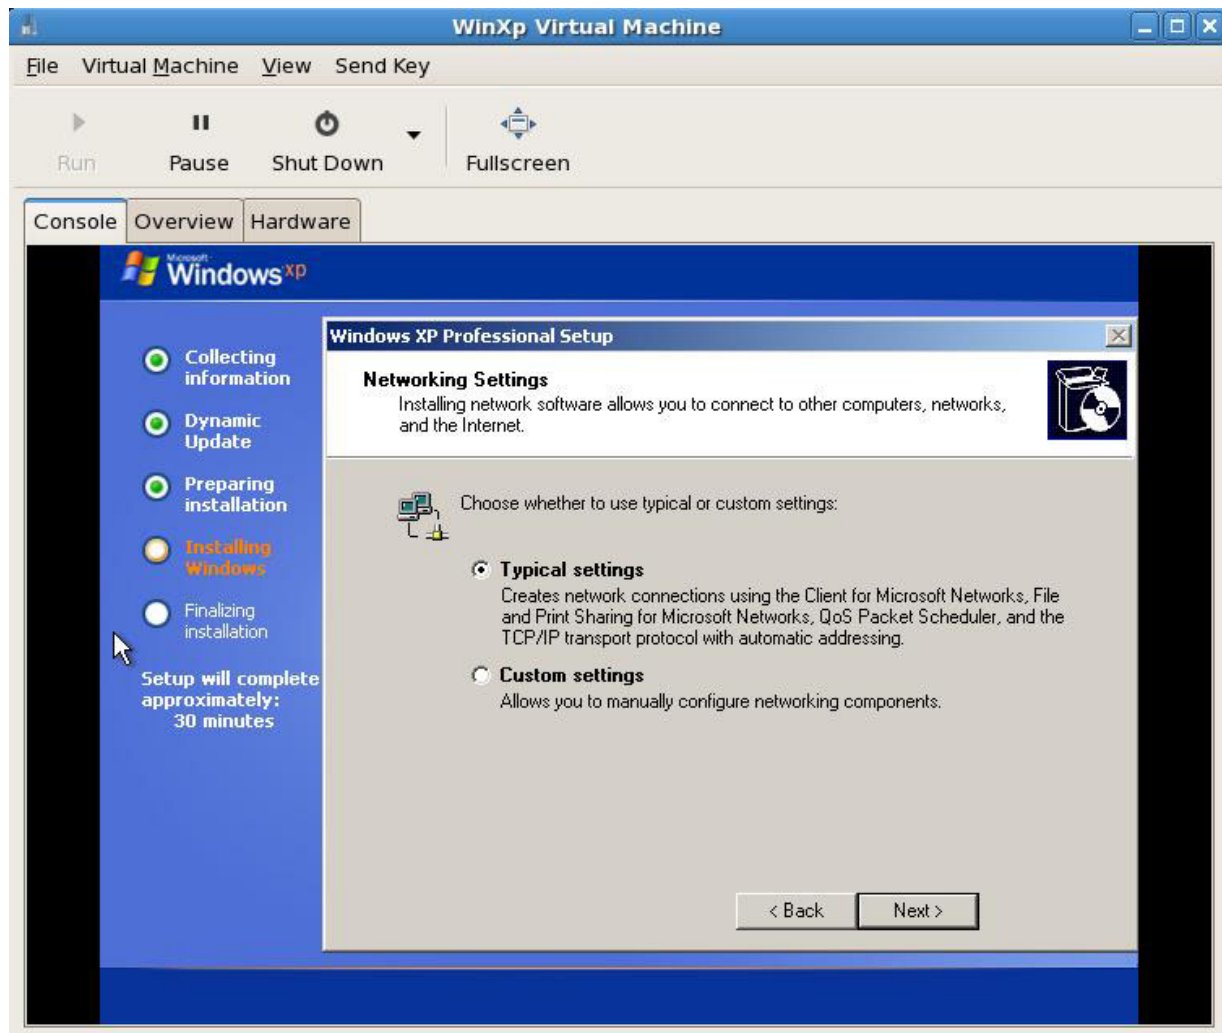 WinXp Virtual Machine
File Virtual Machine View Send Key
Run Pause Shut Down Fullscreen
Console Overview Hardware
Microsoft
Windows xp
Windows XP Professional Setup
Collecting
information
Dynamic
Update
Preparing
installation
Installing
Windows
Finalizing
installation
Setup will complete
approximately:
30 minutes
Networking Settings
Installing network software allows you to connect to other computers, networks,
and the Internet.
Choose whether to use typical or custom settings:
Typical settings
Creates network connections using the Client for Microsoft Networks, File
and Print Sharing for Microsoft Networks, QoS Packet Scheduler, and the
TCP/IP transport protocol with automatic addressing.
Custom settings
Allows you to manually configure networking components.
< Back Next >